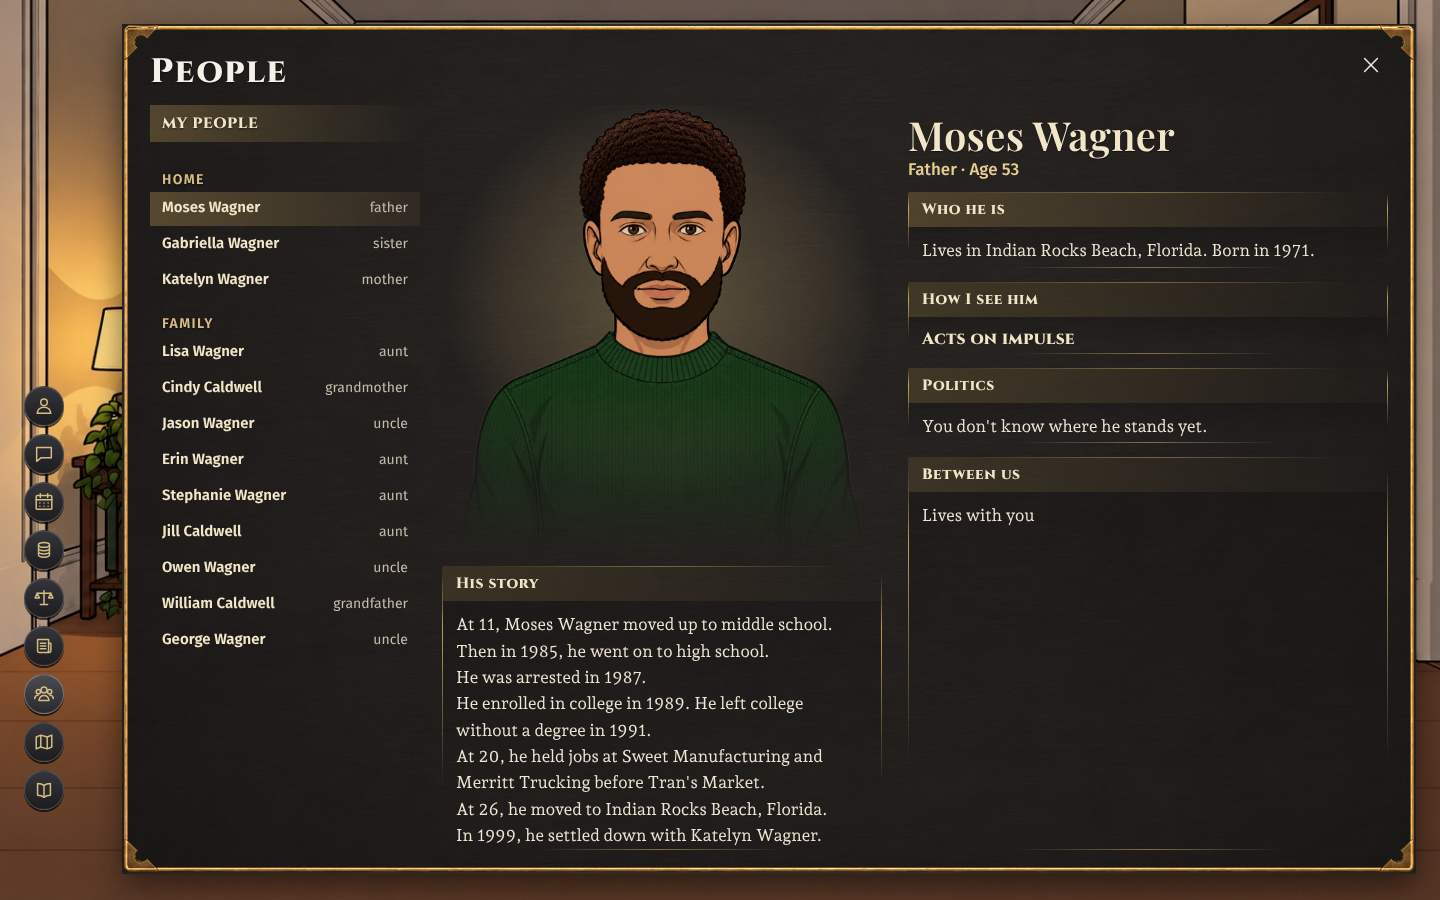 People
MY PEOPLE
HOME
Moses Wagner father
Gabriella Wagner sister
Katelyn Wagner mother
FAMILY
Lisa Wagner aunt
Cindy Caldwell grandmother
Jason Wagner uncle
Erin Wagner aunt
Stephanie Wagner aunt
Jill Caldwell aunt
Owen Wagner uncle
William Caldwell grandfather
George Wagner uncle
His story
At 11, Moses Wagner moved up to middle school.
Then in 1985, he went on to high school.
He was arrested in 1987.
He enrolled in college in 1989. He left college
without a degree in 1991.
At 20, he held jobs at Sweet Manufacturing and
Merritt Trucking before Tran's Market.
At 26, he moved to Indian Rocks Beach, Florida.
In 1999, he settled down with Katelyn Wagner.
Moses Wagner
Father · Age 53
Who he is
Lives in Indian Rocks Beach, Florida. Born in 1971.
How I see him
Acts on impulse
Politics
You don't know where he stands yet.
Between us
Lives with you